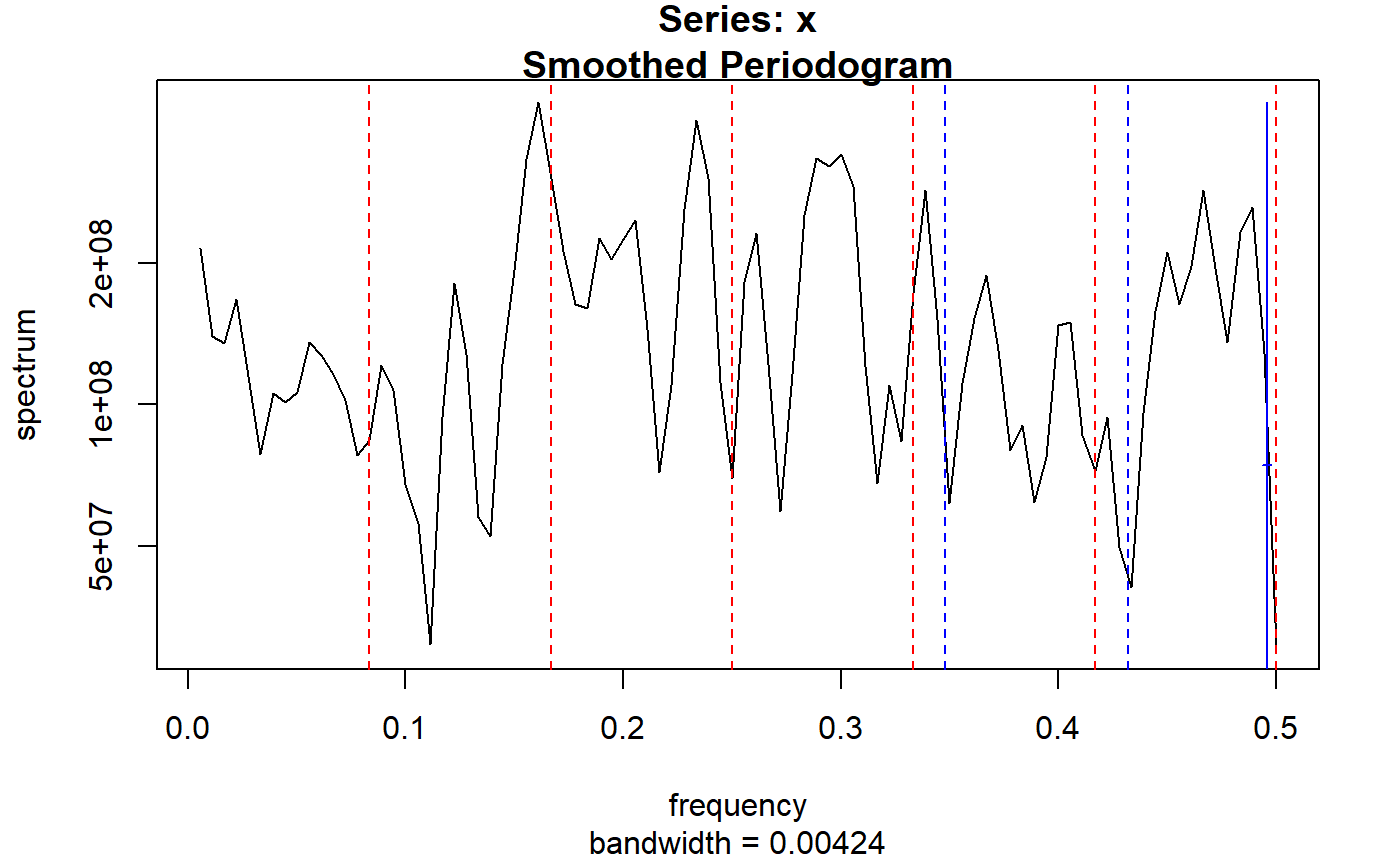 Series: x
Smoothed Periodogram
spectrum
2e+08
1e+08
5e+07
0.0 0.1 0.2 0.3 0.4 0.5
frequency
bandwidth = 0.00424